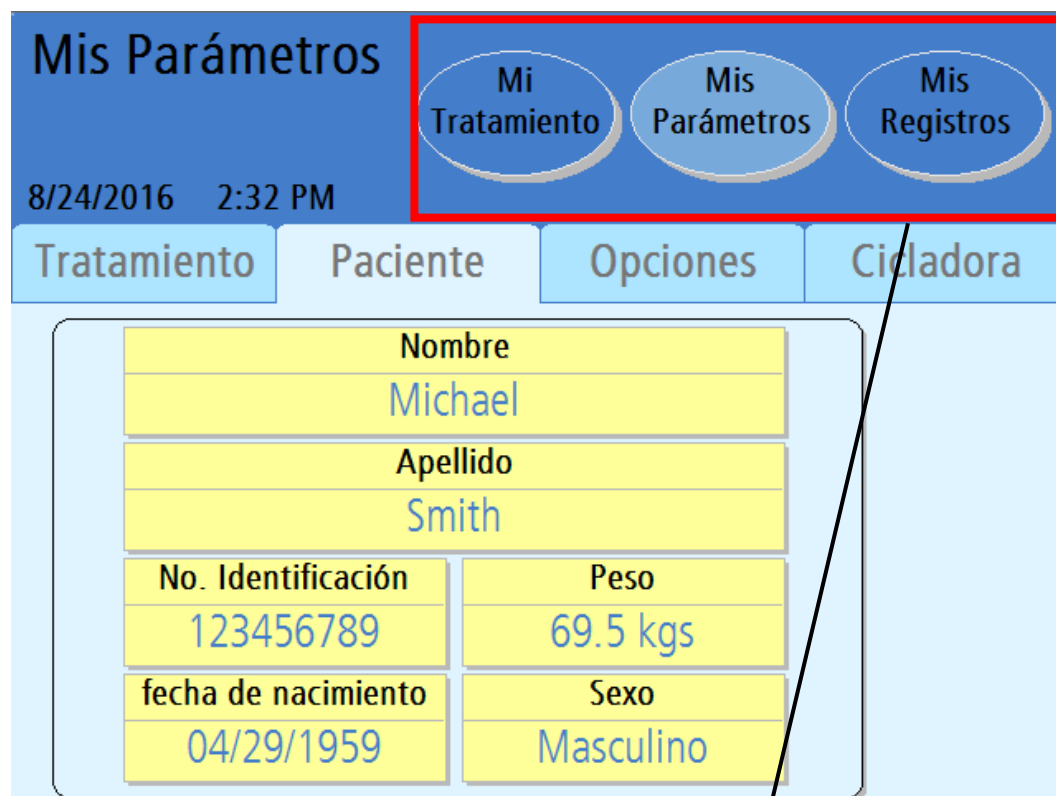 Mis Parámetros
Mi
Tratamiento
Mis
Parámetros
Mis
Registros
8/24/2016 2:32 PM
Tratamiento Paciente Opciones Cicladora
Nombre
Michael
Apellido
Smith
No. Identificación Peso
123456789 69.5 kgs
fecha de nacimiento Sexo
04/29/1959 Masculino